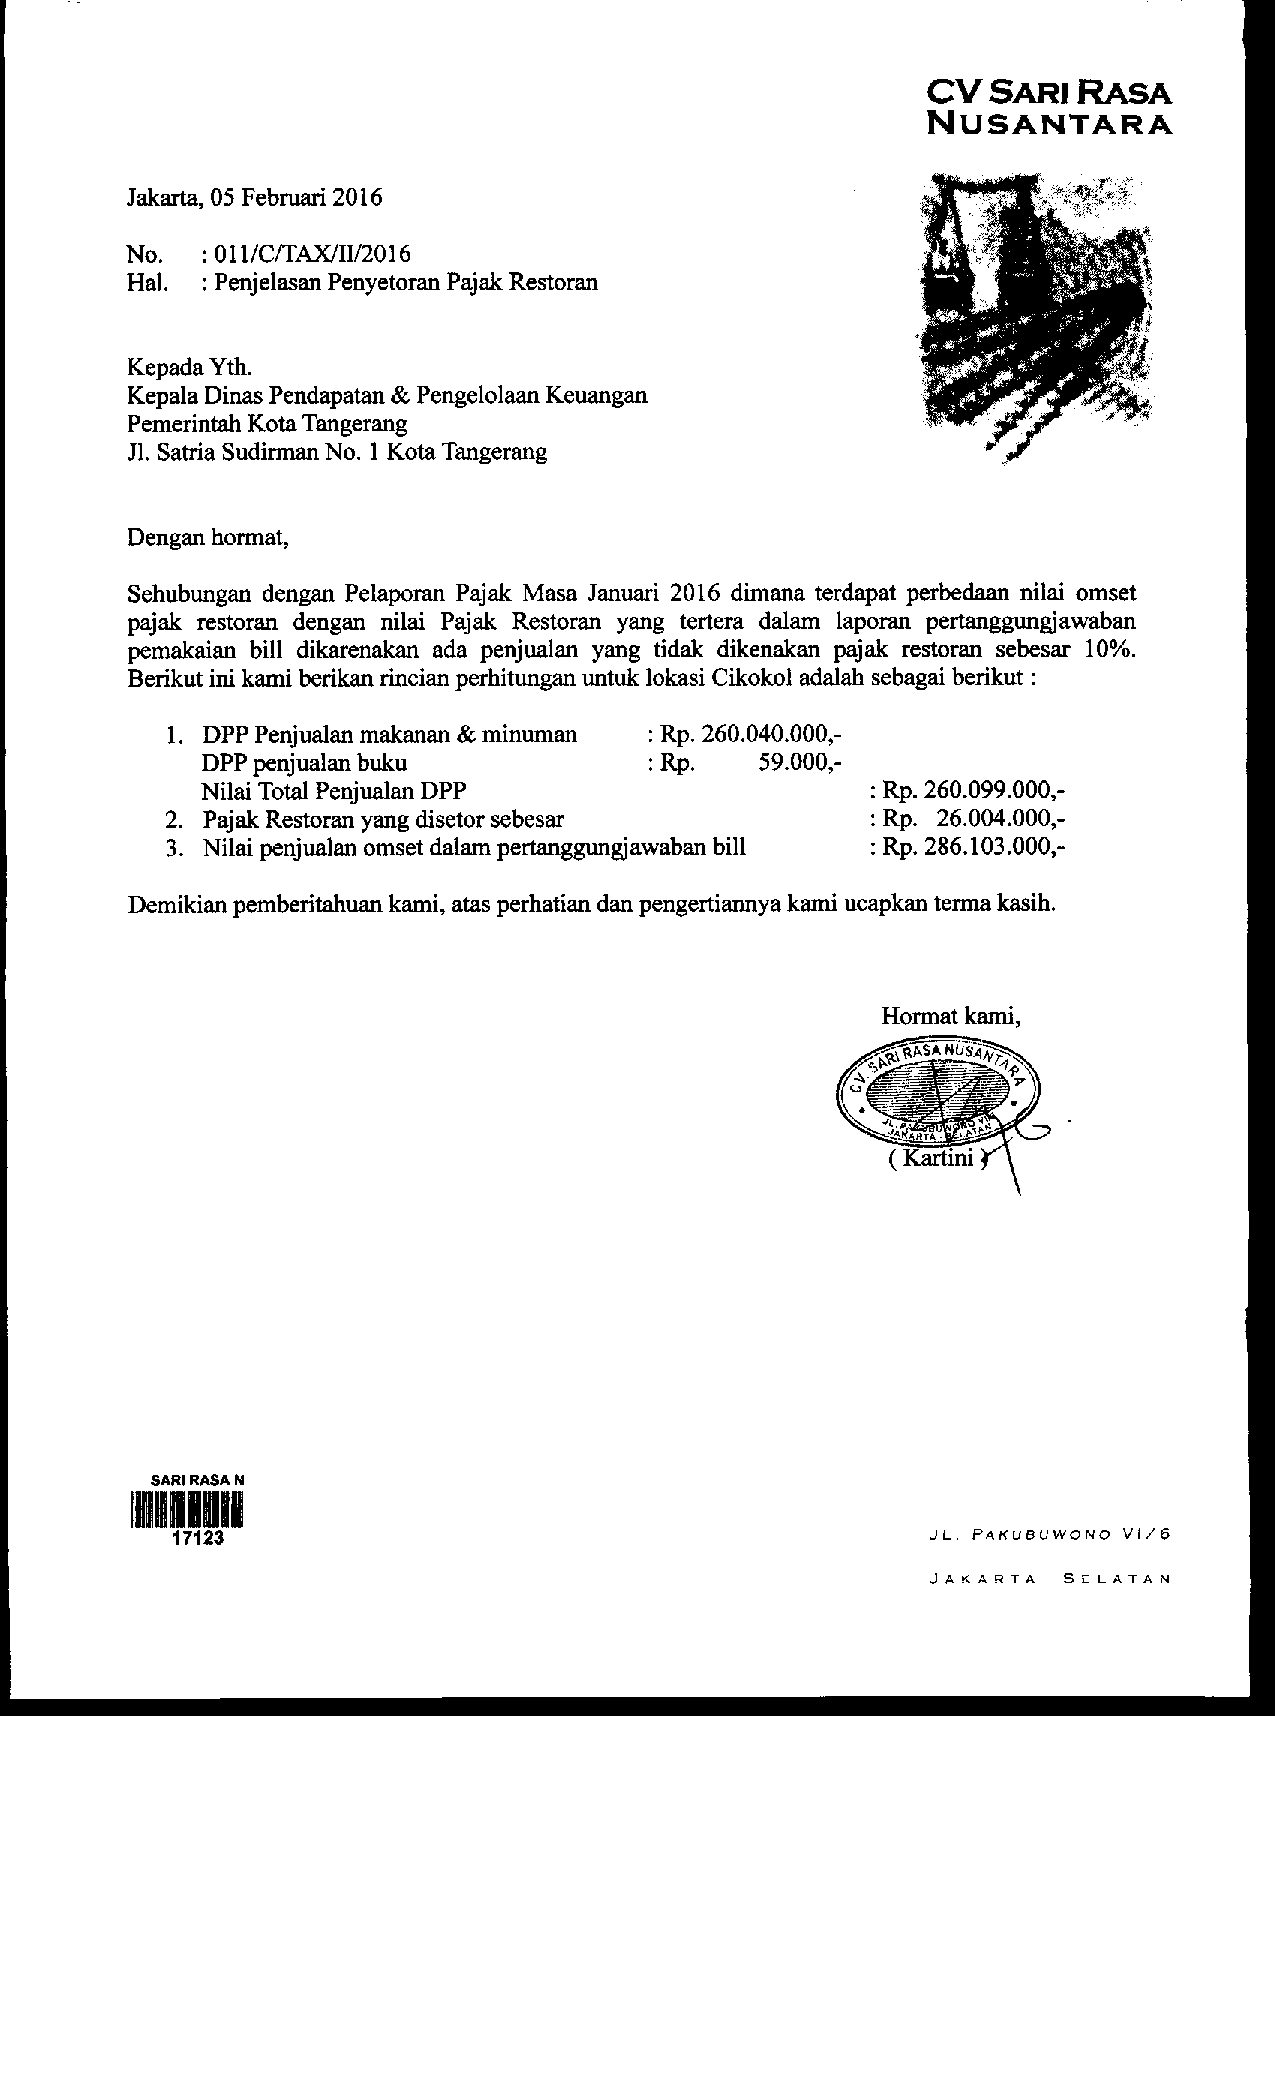 CV SARI RASA
NUSANTARA
Jakarta, 05 Februari 2016
No. : 011/C/TAX/II/2016
Hal. : Penjelasan Penyetoran Pajak Restoran
Kepada Yth.
Kepala Dinas Pendapatan & Pengelolaan Keuangan
Pemerintah Kota Tangerang
Jl. Satria Sudirman No. 1 Kota Tangerang
Dengan hormat,
Sehubungan dengan Pelaporan Pajak Masa Januari 2016 dimana terdapat perbedaan nilai omset
pajak restoran dengan nilai Pajak Restoran yang tertera dalam laporan pertanggungjawaban
pemakaian bill dikarenakan ada penjualan yang tidak dikenakan pajak restoran sebesar 10%.
Berikut ini kami berikan rincian perhitungan untuk lokasi Cikokol adalah sebagai berikut :
1. DPP Penjualan makanan & minuman : Rp. 260.040.000,-
DPP penjualan buku : Rp. 59.000,-
Nilai Total Penjualan DPP : Rp. 260.099.000,-
2. Pajak Restoran yang disetor sebesar : Rp. 26.004.000,-
3. Nilai penjualan omset dalam pertanggungjawaban bill : Rp. 286.103.000,-
Demikian pemberitahuan kami, atas perhatian dan pengertiannya kami ucapkan terma kasih.
Hormat kami,
CV. SARI RASA NUSANTARA
JL. PAKUBUWONO VI/6
JAKARTA - SELATAN
( Kartini )
SARI RASA N
17123
JL. PAKUBUWONO VI/6
JAKARTA SELATAN